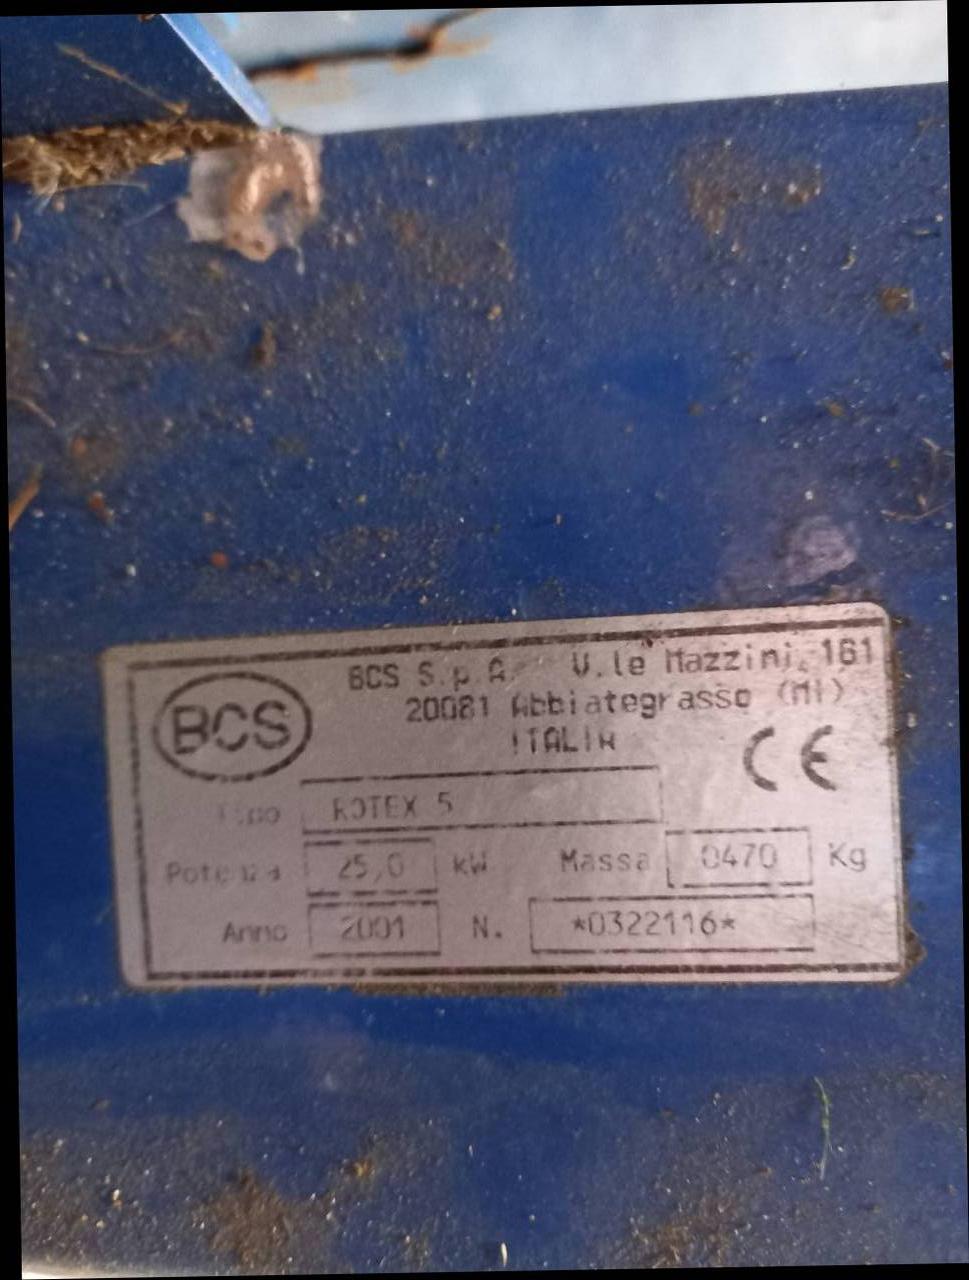 BCS
BCS S.p.A. V.le Mazzini, 161
20081 Abbiategrasso (MI)
ITALIA
CE
Tipo ROTEX 5
Potenza 25,0 kW Massa 0470 Kg
Anno 2001 N. *0322116*